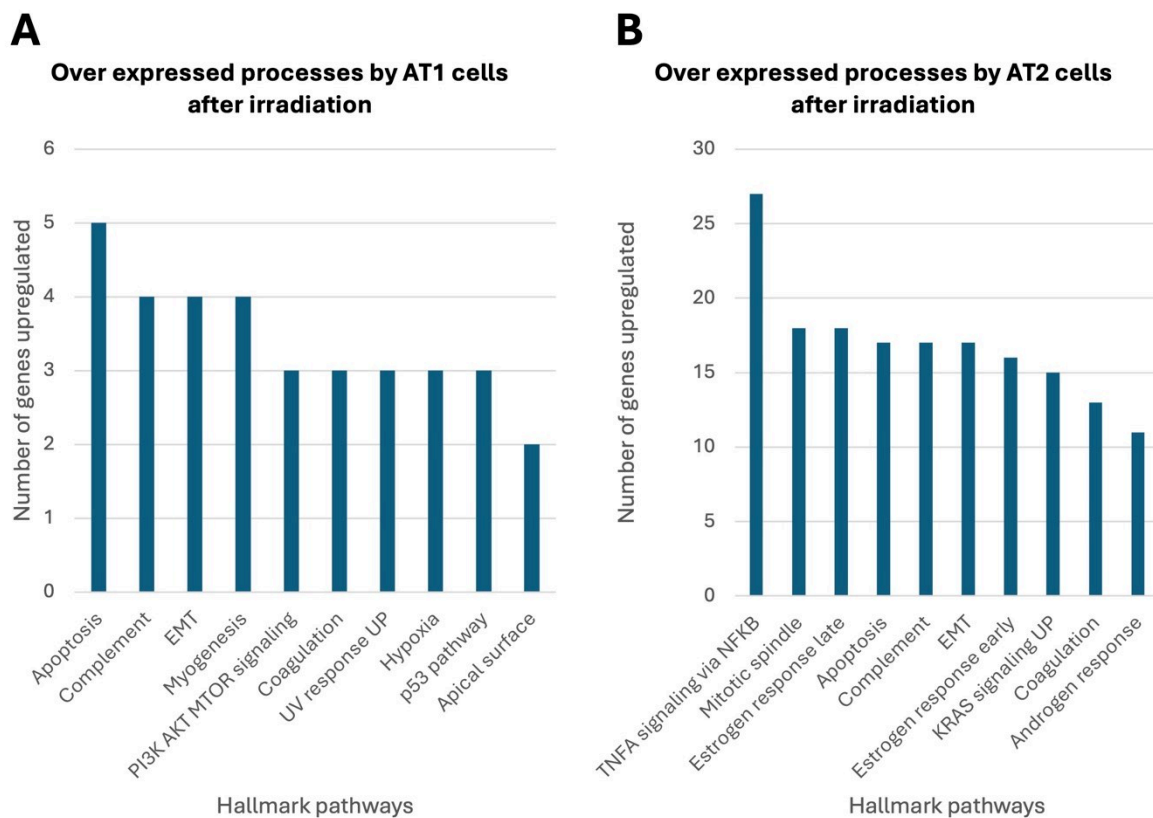 A
Over expressed processes by AT1 cells
after irradiation
6
5
4
3
2
1
0
Number of genes upregulated
Apoptosis
Complement
EMT
Myogenesis
PI3K AKT MTOR signaling
Coagulation
UV response UP
Hypoxia
p53 pathway
Apical surface
Hallmark pathways
B
Over expressed processes by AT2 cells
after irradiation
30
25
20
15
10
5
0
Number of genes upregulated
TNFA signaling via NFKB
Mitotic spindle
Estrogen response late
Apoptosis
Complement
EMT
Estrogen response early
KRAS signaling UP
Coagulation
Androgen response
Hallmark pathways